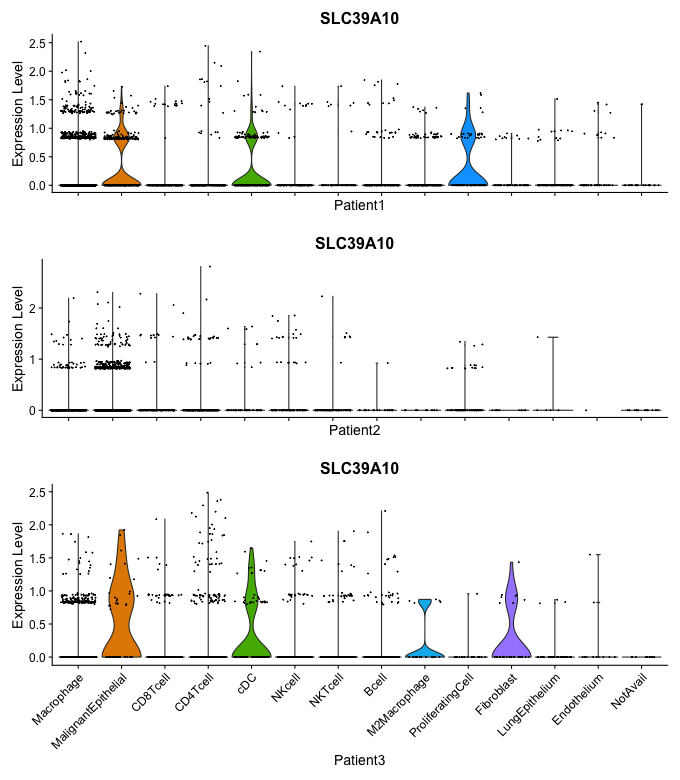 SLC39A10
Expression Level
2.5
2.0
1.5
1.0
0.5
0.0
Patient1
SLC39A10
Expression Level
2
1
0
Patient2
SLC39A10
Expression Level
2.5
2.0
1.5
1.0
0.5
0.0
Macrophage
MalignantEpithelial
CD8Tcell
CD4Tcell
cDC
NKcell
NKTcell
Bcell
M2Macrophage
ProliferatingCell
Fibroblast
LungEpithelium
Endothelium
NotAvail
Patient3